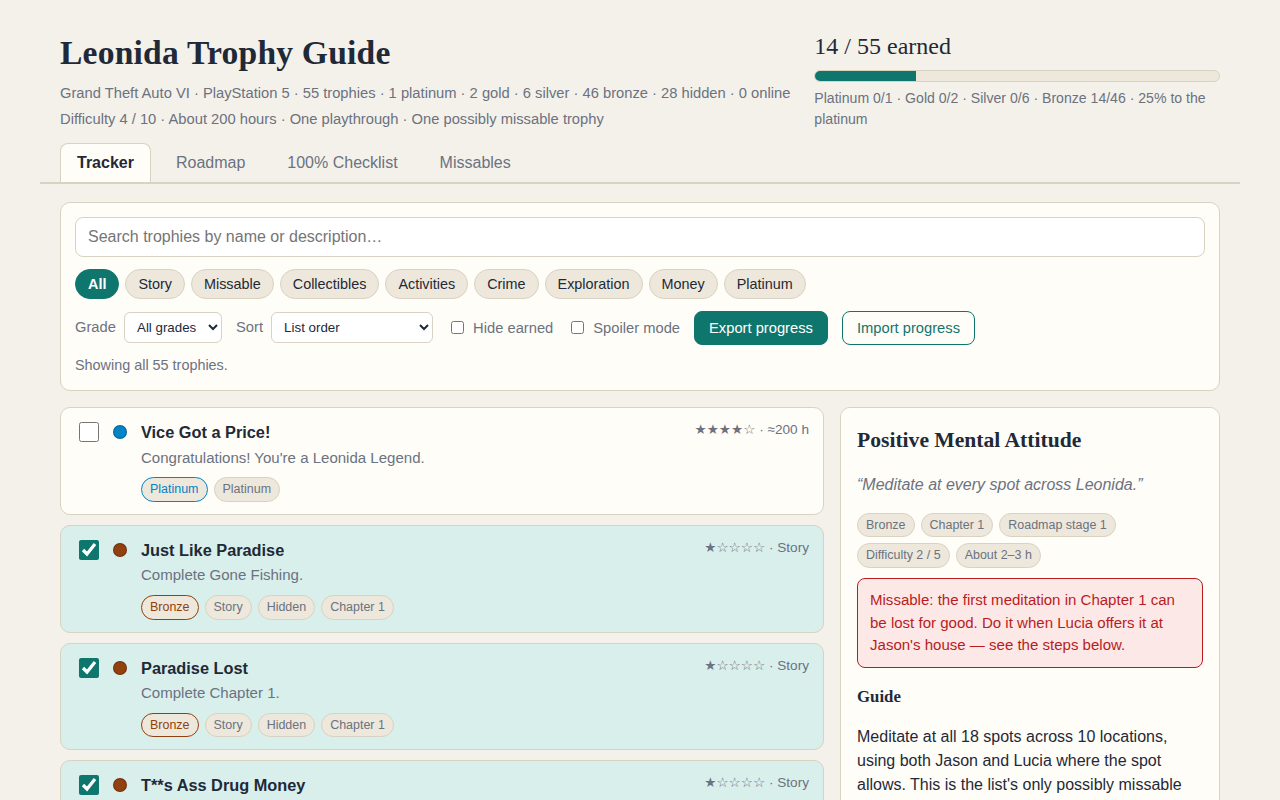 Leonida Trophy Guide
Grand Theft Auto VI · PlayStation 5 · 55 trophies · 1 platinum · 2 gold · 6 silver · 46 bronze · 28 hidden · 0 online
Difficulty 4 / 10 · About 200 hours · One playthrough · One possibly missable trophy
14 / 55 earned
Platinum 0/1 · Gold 0/2 · Silver 0/6 · Bronze 14/46 · 25% to the
platinum
Tracker Roadmap 100% Checklist Missables
Search trophies by name or description…
All Story Missable Collectibles Activities Crime Exploration Money Platinum
Grade All grades Sort List order Hide earned Spoiler mode Export progress Import progress
Showing all 55 trophies.
Vice Got a Price! ★★★★☆ · ≈200 h
Congratulations! You're a Leonida Legend.
Platinum Platinum
Just Like Paradise ★☆☆☆☆ · Story
Complete Gone Fishing.
Bronze Story Hidden Chapter 1
Paradise Lost ★☆☆☆☆ · Story
Complete Chapter 1.
Bronze Story Hidden Chapter 1
T**s Ass Drug Money ★☆☆☆☆ · Story
Positive Mental Attitude
“Meditate at every spot across Leonida.”
Bronze Chapter 1 Roadmap stage 1
Difficulty 2 / 5 About 2–3 h
Missable: the first meditation in Chapter 1 can
be lost for good. Do it when Lucia offers it at
Jason's house — see the steps below.
Guide
Meditate at all 18 spots across 10 locations,
using both Jason and Lucia where the spot
allows. This is the list's only possibly missable